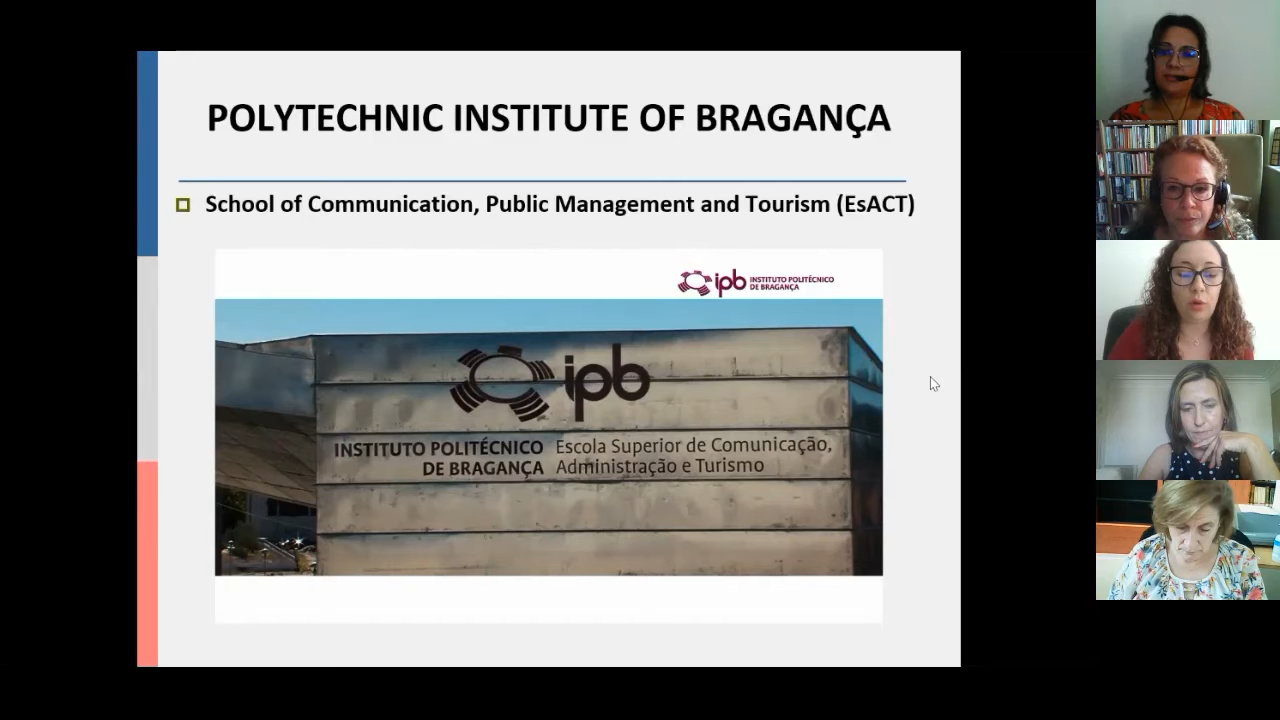 POLYTECHNIC INSTITUTE OF BRAGANÇA
School of Communication, Public Management and Tourism (EsACT)
ipb INSTITUTO POLITÉCNICO
DE BRAGANÇA
ipb
INSTITUTO POLITÉCNICO Escola Superior de Comunicação,
DE BRAGANÇA Administração e Turismo